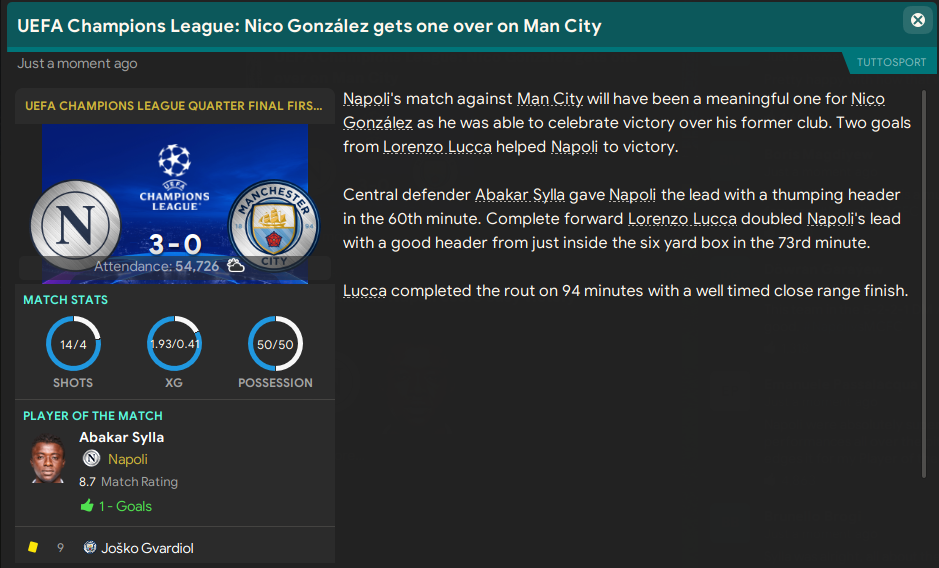 UEFA Champions League: Nico González gets one over on Man City
Just a moment ago
TUTTOSPORT
UEFA CHAMPIONS LEAGUE QUARTER FINAL FIRS...
UEFA
CHAMPIONS
LEAGUE
N
MANCHESTER
18 94
CITY
3-0
Attendance: 54,726
MATCH STATS
14/4
1.93/0.41
50/50
SHOTS
XG
POSSESSION
PLAYER OF THE MATCH
Abakar Sylla
Napoli
8.7 Match Rating
1 - Goals
9 Joško Gvardiol
Napoli's match against Man City will have been a meaningful one for Nico
González as he was able to celebrate victory over his former club. Two goals
from Lorenzo Lucca helped Napoli to victory.
Central defender Abakar Sylla gave Napoli the lead with a thumping header
in the 60th minute. Complete forward Lorenzo Lucca doubled Napoli's lead
with a good header from just inside the six yard box in the 73rd minute.
Lucca completed the rout on 94 minutes with a well timed close range finish.